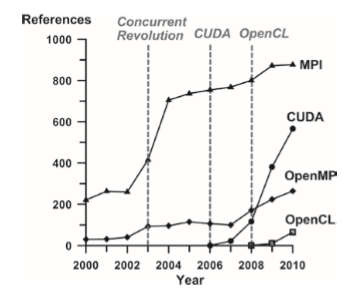 References
Concurrent
Revolution
CUDA
OpenCL
1000
MPI
800
CUDA
600
400
OpenMP
200
OpenCL
0
2000 2002 2004 2006 2008 2010
Year